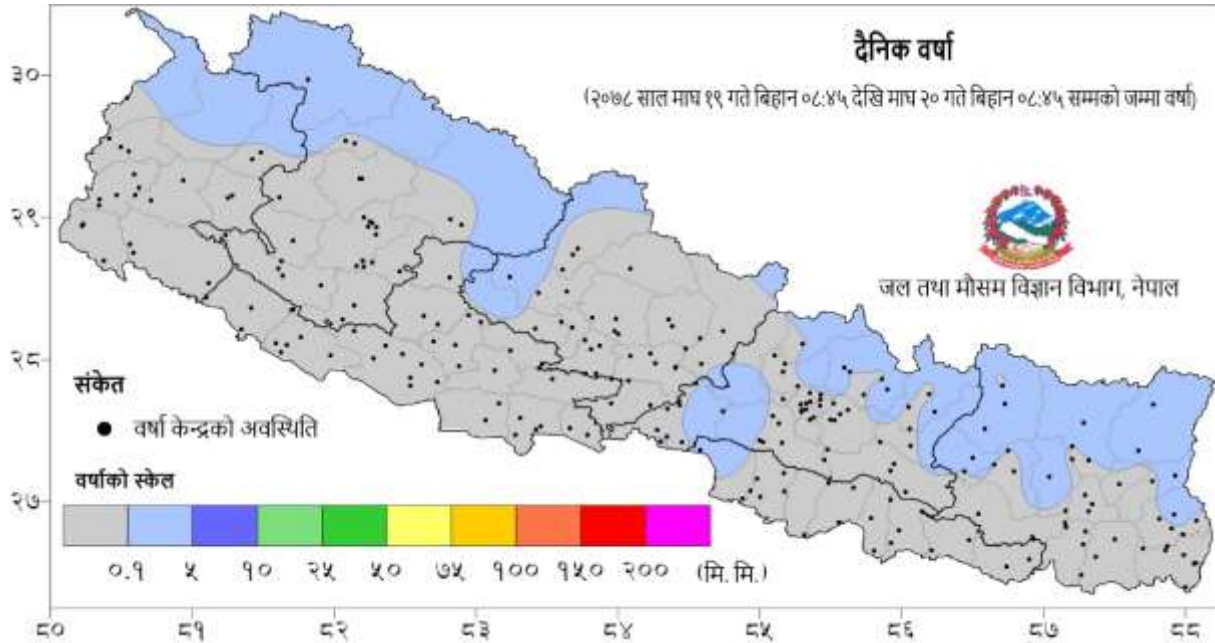 दैनिक वर्षा
(२०७८ साल माघ १९ गते बिहान ०८:४५ देखि माघ २० गते बिहान ०८:४५ सम्मको जम्मा वर्षा)
जल तथा मौसम विज्ञान विभाग, नेपाल
३०
२९
२८
२७
संकेत
वर्षा केन्द्रको अवस्थिति
वर्षाको स्केल
०.१ ५ १० २५ ५० ७५ १०० १५० २०० (मि. मि.)
८० ८१ ८२ ८३ ८४ ८५ ८६ ८७ ८८